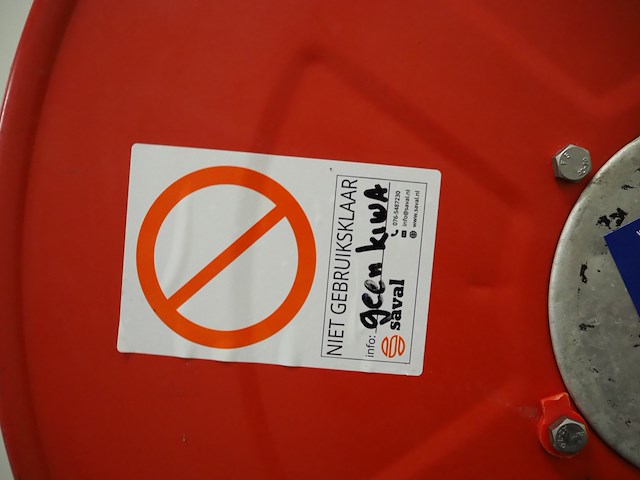 NIET GEBRUIKSKLAAR
info: geen kiwa
saval
076-5487230
info@saval.nl
www.saval.nl